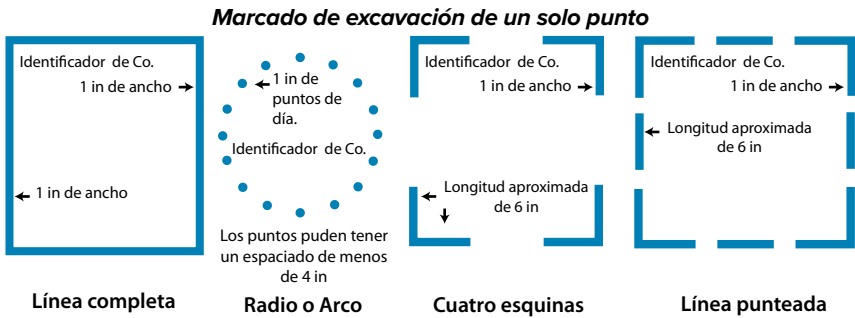 Marcado de excavación de un solo punto
Identificador de Co.
1 in de ancho
1 in de ancho
Línea completa
1 in de
puntos de
día.
Identificador de Co.
Los puntos puden tener
un espaciado de menos
de 4 in
Radio o Arco
Identificador de Co.
1 in de ancho
Longitud aproximada
de 6 in
Cuatro esquinas
Identificador de Co.
1 in de ancho
Longitud aproximada
de 6 in
Línea punteada